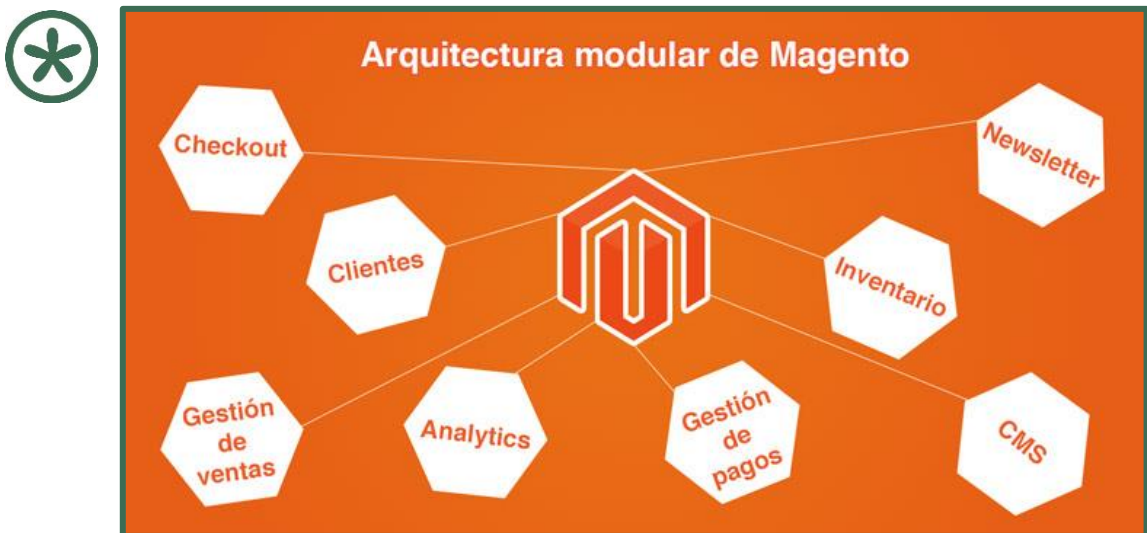 Arquitectura modular de Magento
Checkout
Newsletter
Clientes
Inventario
Gestión
de
ventas
Analytics
Gestión
de
pagos
CMS